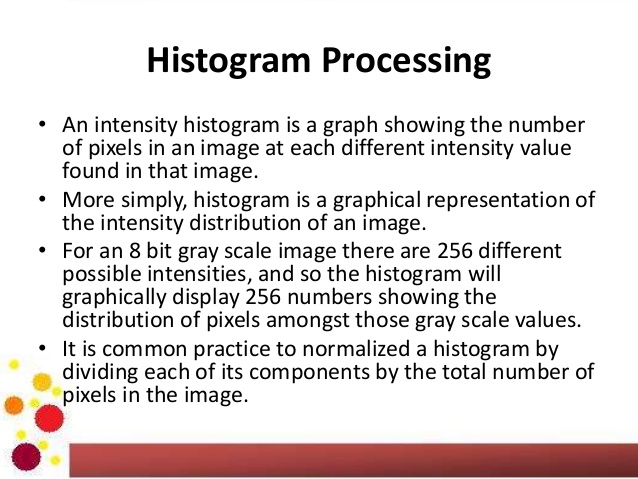 Histogram Processing
• An intensity histogram is a graph showing the number
of pixels in an image at each different intensity value
found in that image.
• More simply, histogram is a graphical representation of
the intensity distribution of an image.
• For an 8 bit gray scale image there are 256 different
possible intensities, and so the histogram will
graphically display 256 numbers showing the
distribution of pixels amongst those gray scale values.
• It is common practice to normalized a histogram by
dividing each of its components by the total number of
pixels in the image.